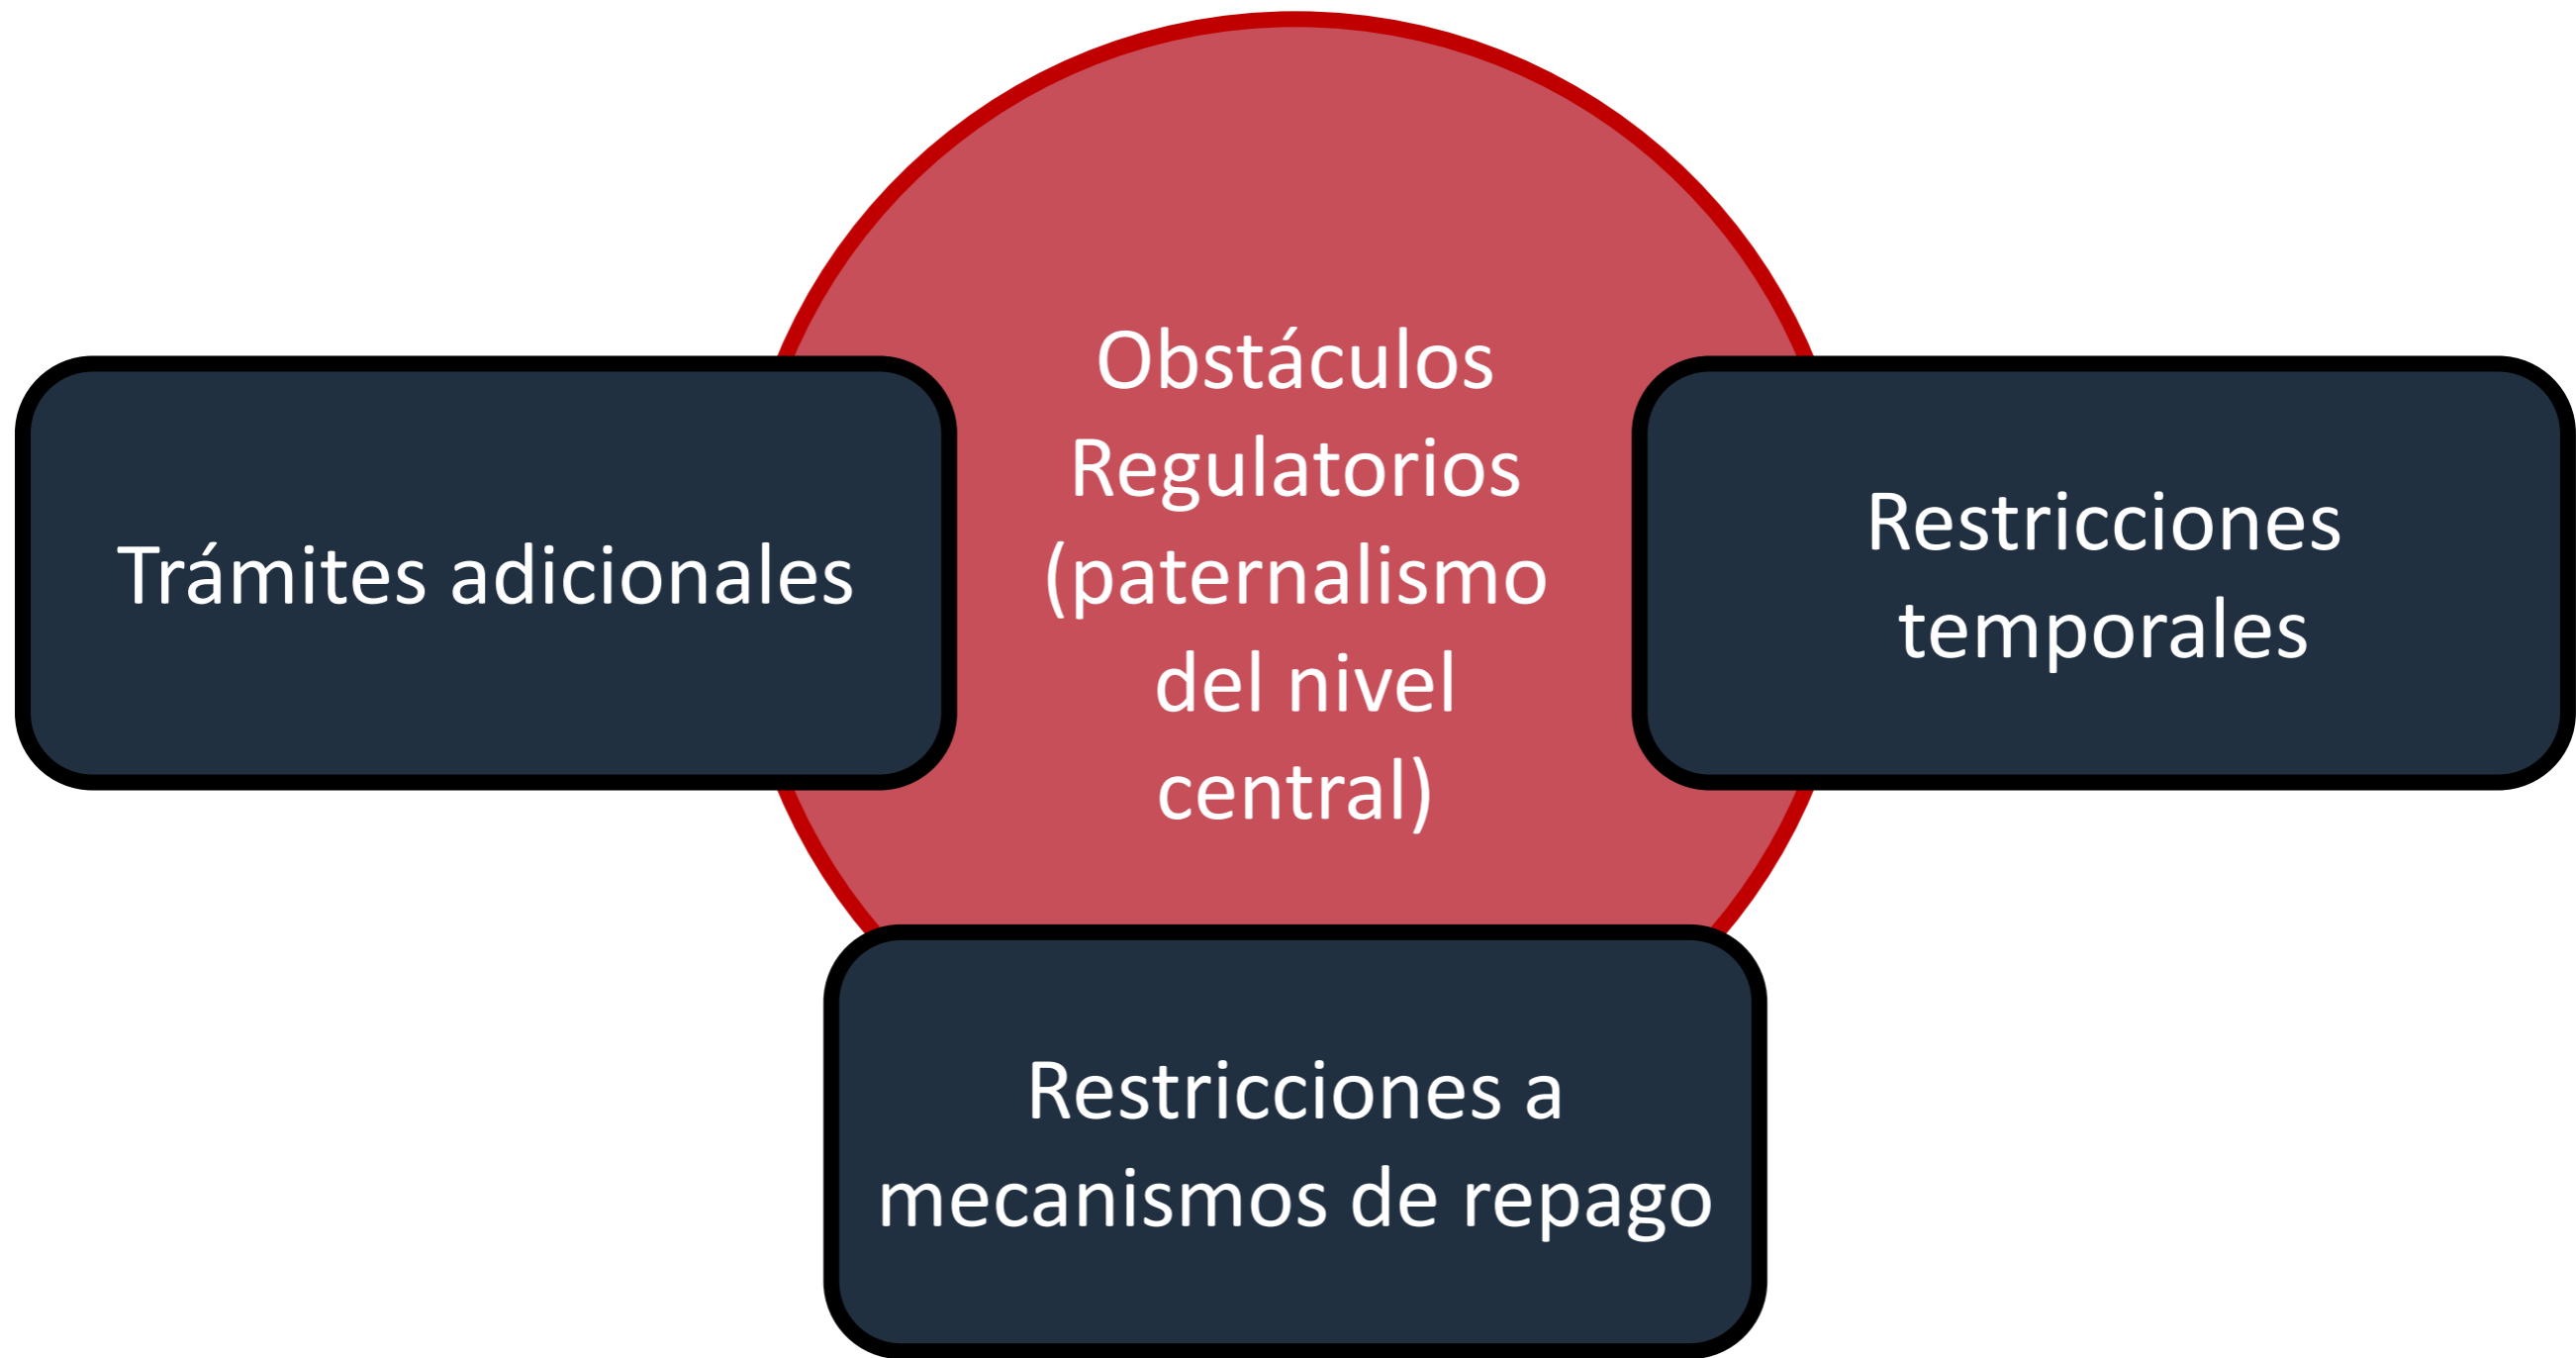 Obstáculos
Regulatorios
(paternalismo
del nivel
central)
Trámites adicionales
Restricciones
temporales
Restricciones a
mecanismos de repago